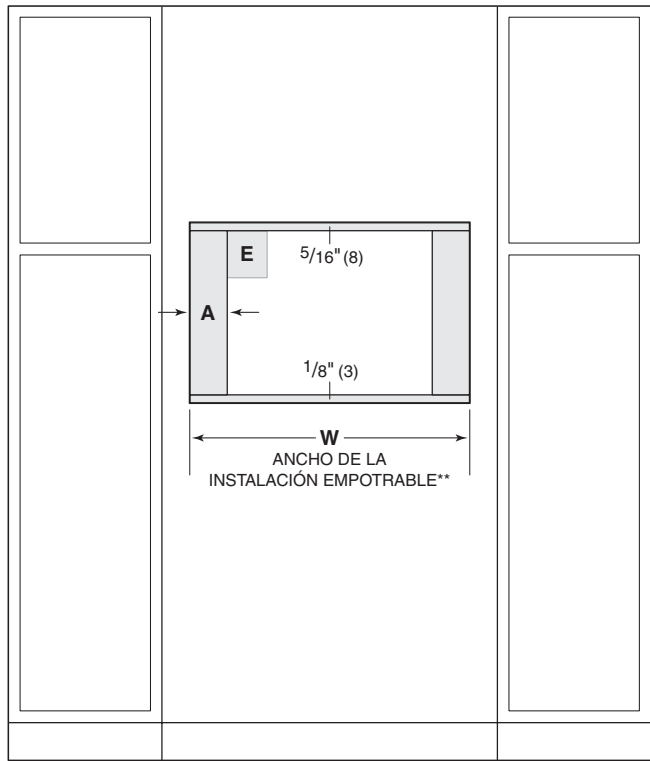 E
5/16" (8)
A
1/8" (3)
W
ANCHO DE LA
INSTALACIÓN EMPOTRABLE**